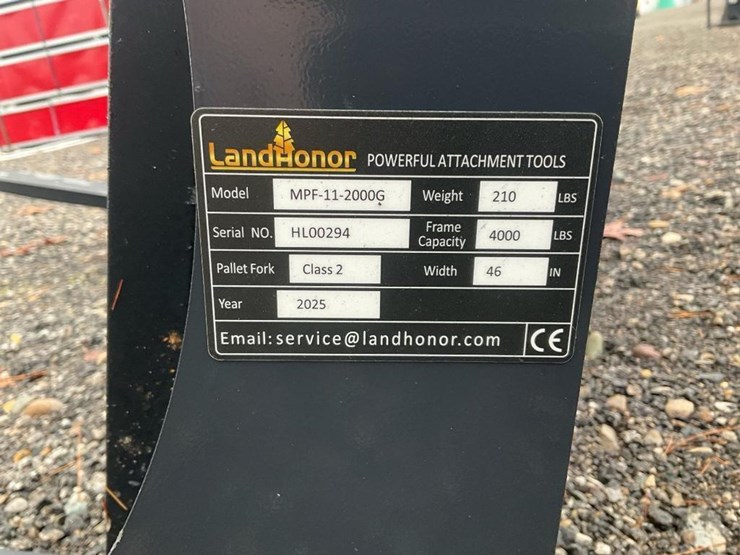 LandHonor POWERFUL ATTACHMENT TOOLS
Model MPF-11-2000G Weight 210 LBS
Serial NO. HL00294 Frame Capacity 4000 LBS
Pallet Fork Class 2 Width 46 IN
Year 2025
Email: service@landhonor.com CE